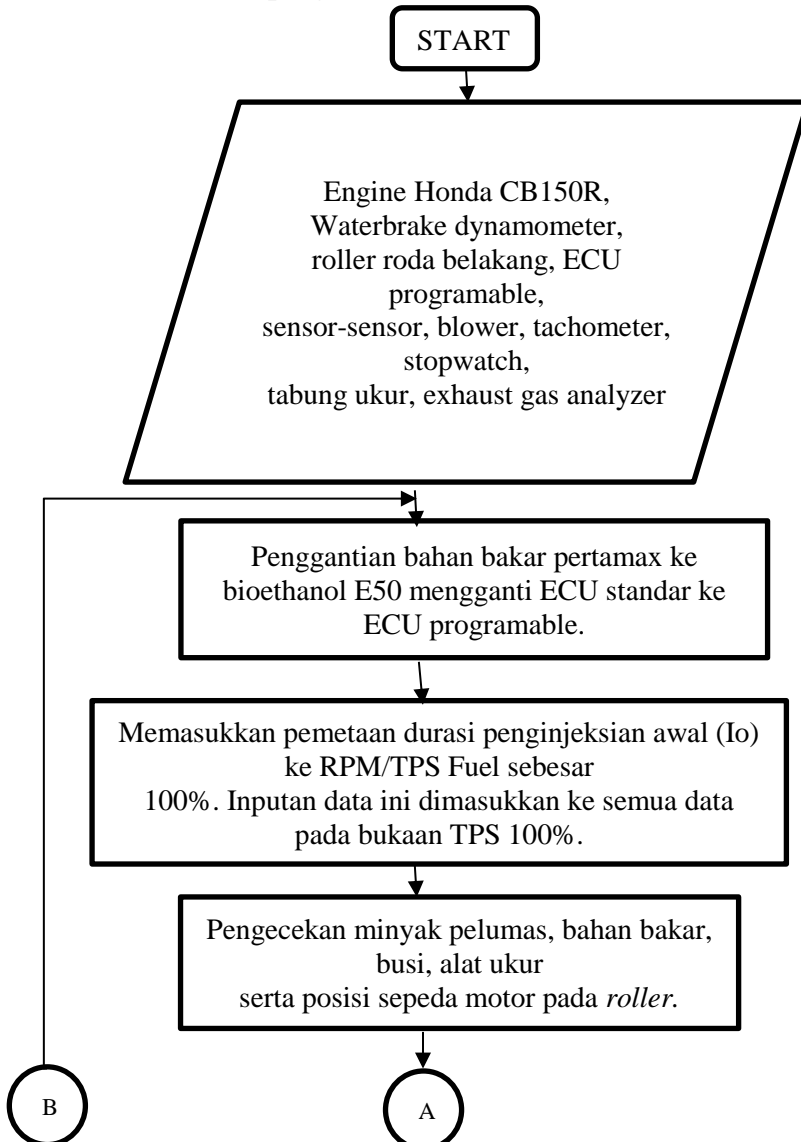 START
Engine Honda CB150R,
Waterbrake dynamometer,
roller roda belakang, ECU
programable,
sensor-sensor, blower, tachometer,
stopwatch,
tabung ukur, exhaust gas analyzer
Penggantian bahan bakar pertamax ke
bioethanol E50 mengganti ECU standar ke
ECU programable.
Memasukkan pemetaan durasi penginjeksian awal (Io)
ke RPM/TPS Fuel sebesar
100%. Inputan data ini dimasukkan ke semua data
pada bukaan TPS 100%.
Pengecekan minyak pelumas, bahan bakar,
busi, alat ukur
serta posisi sepeda motor pada roller.
B
A